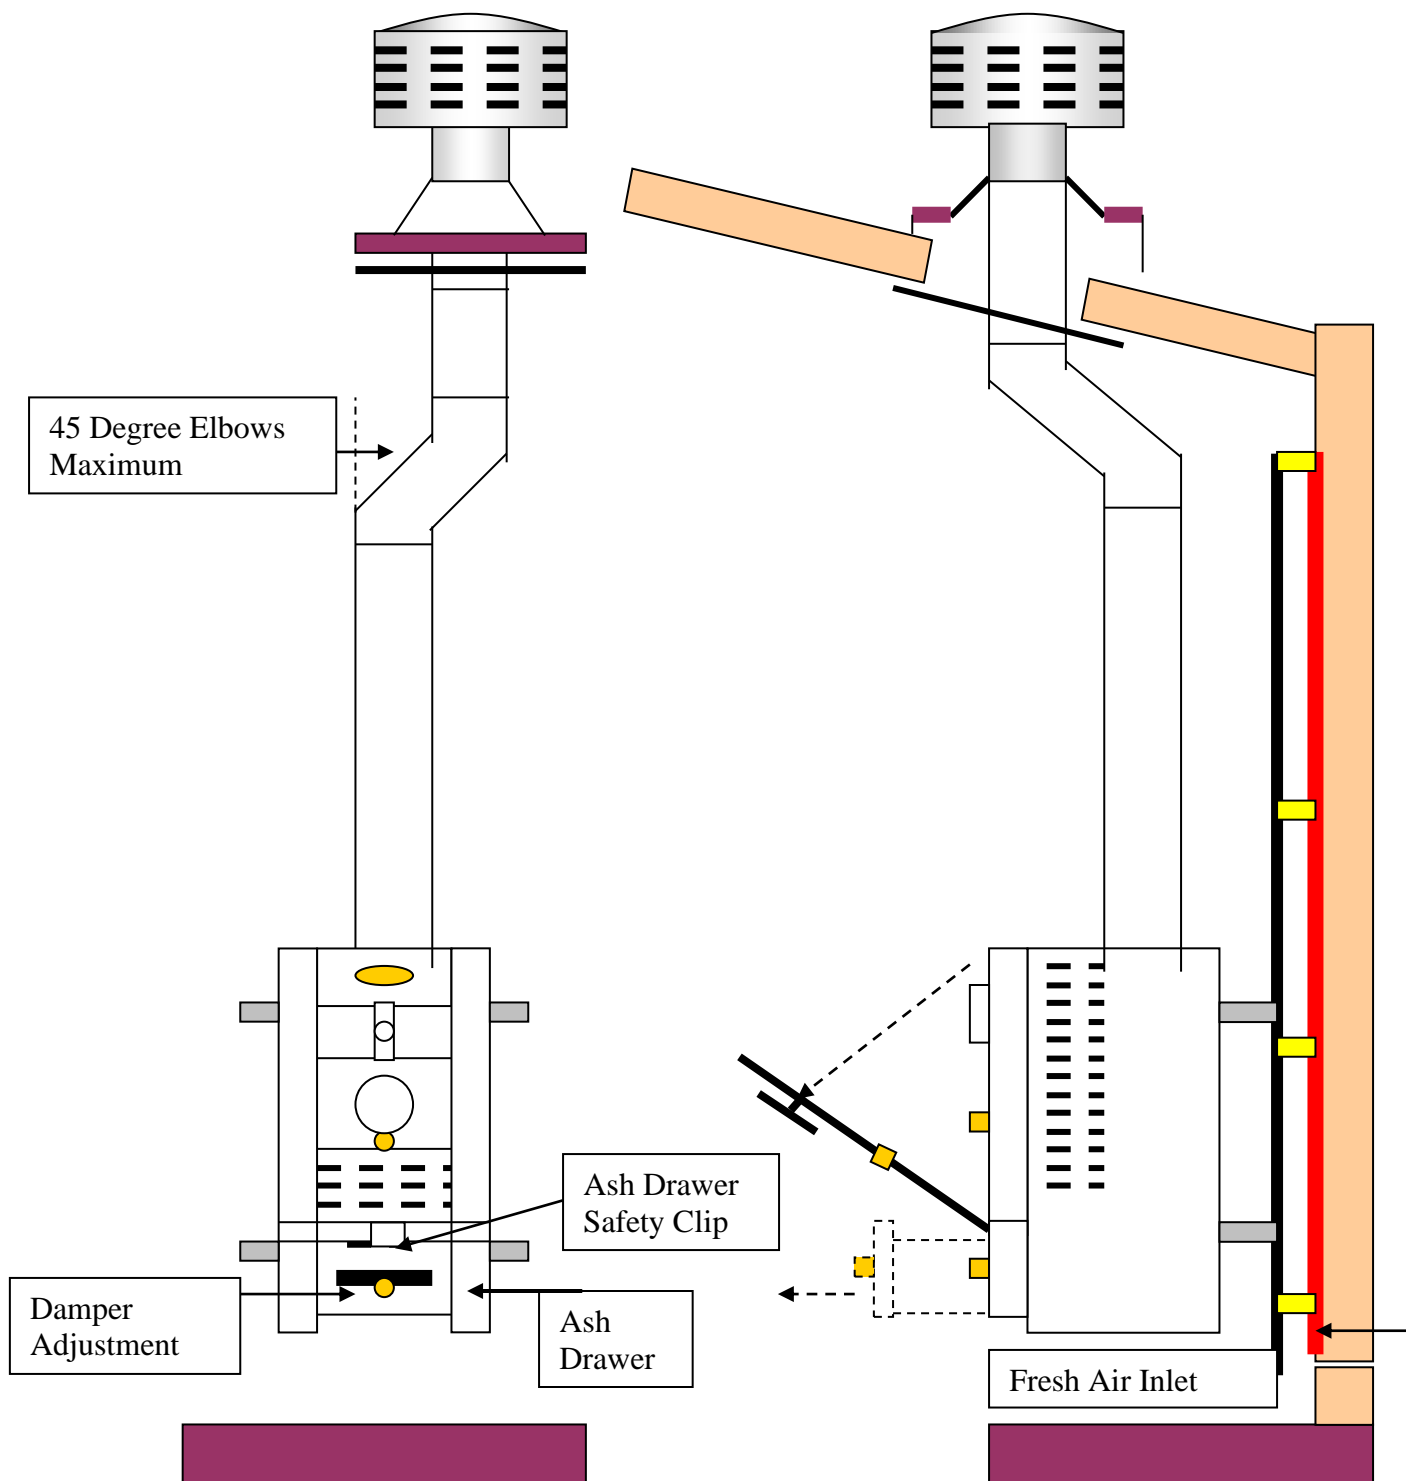 45 Degree Elbows
Maximum
Ash Drawer
Safety Clip
Damper
Adjustment
Ash
Drawer
Fresh Air Inlet